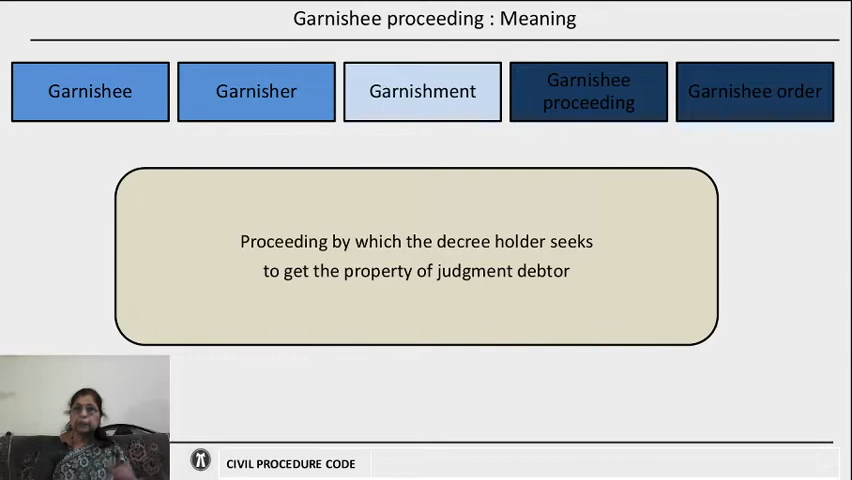 Garnishee proceeding : Meaning
Garnishee
Garnisher
Garnishment
Garnishee
proceeding
Garnishee order
Proceeding by which the decree holder seeks
to get the property of judgment debtor
CIVIL PROCEDURE CODE